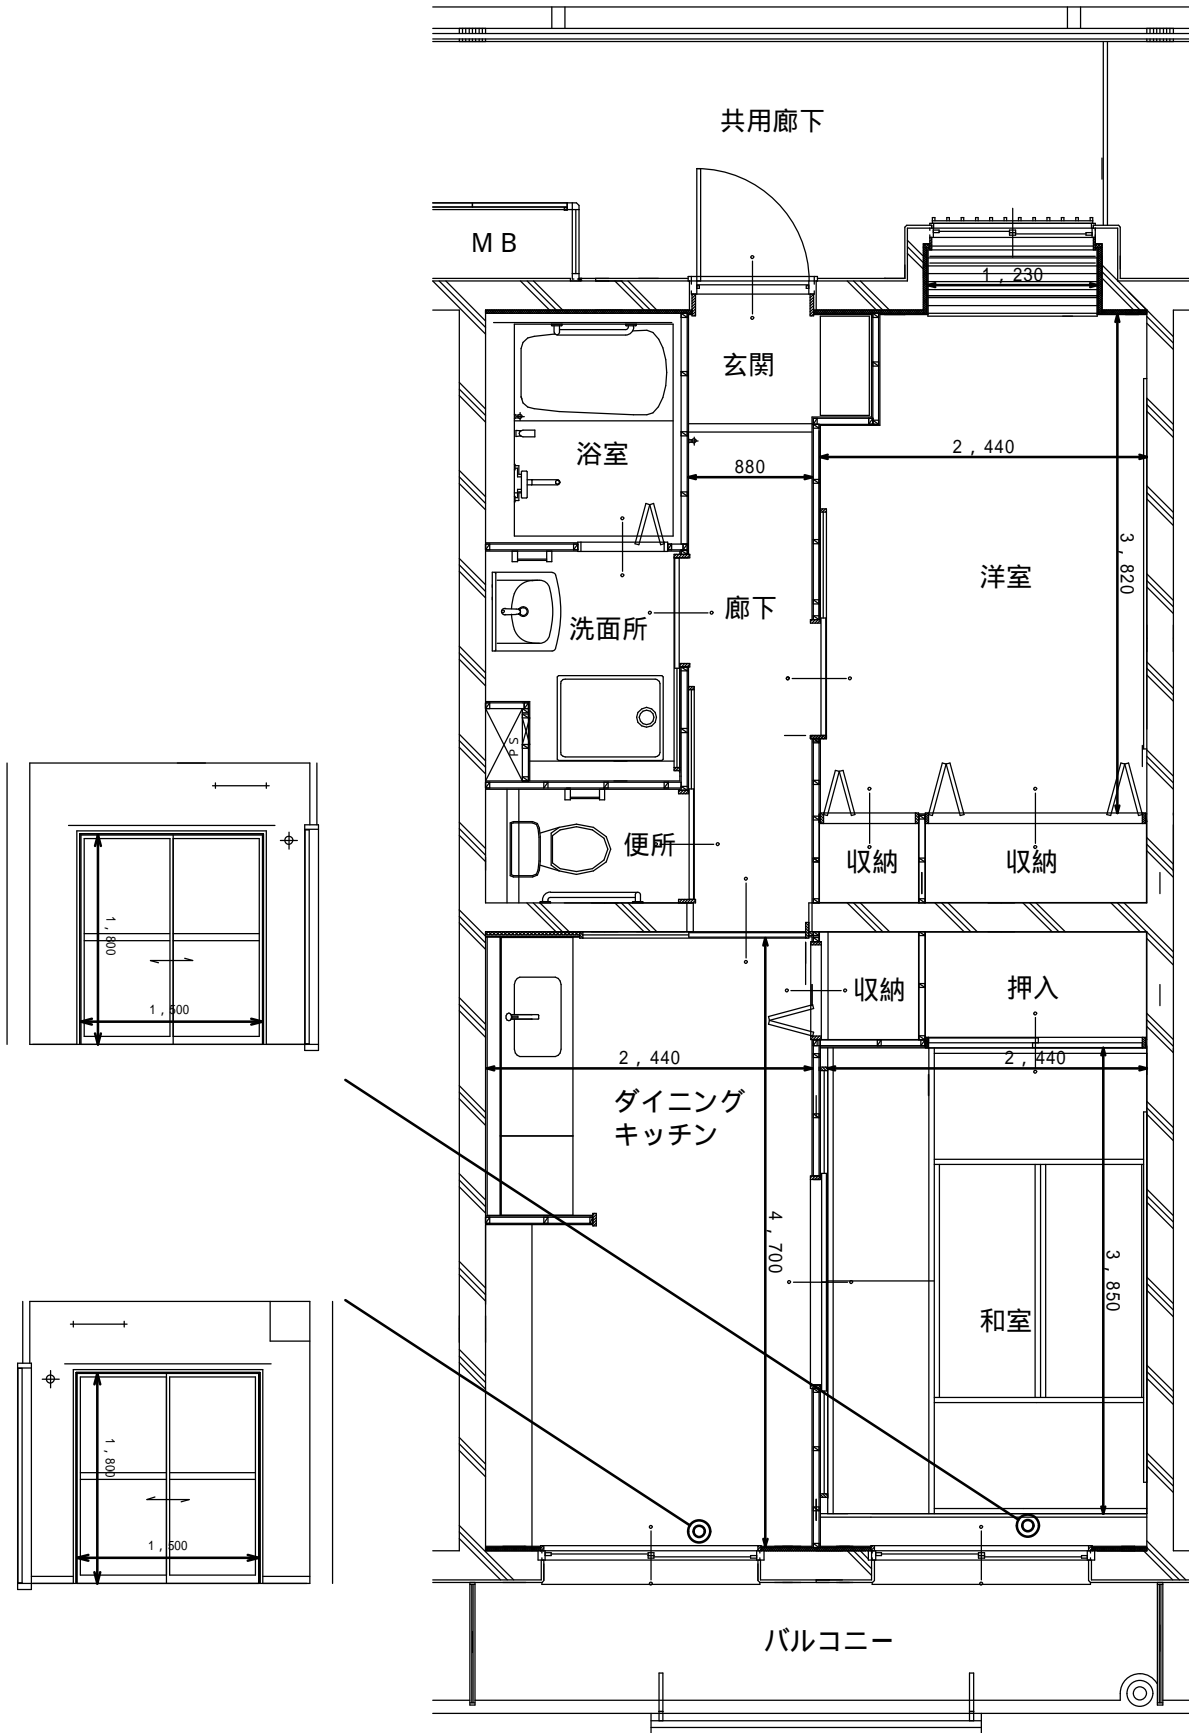 共用廊下
MB
1,230
玄関
浴室
2,440
880
3,820
洋室
廊下
洗面所
PS
便所
収納
収納
1,800
1,500
収納
押入
2,440
2,440
ダイニング
キッチン
4,700
3,850
和室
1,800
1,500
バルコニー